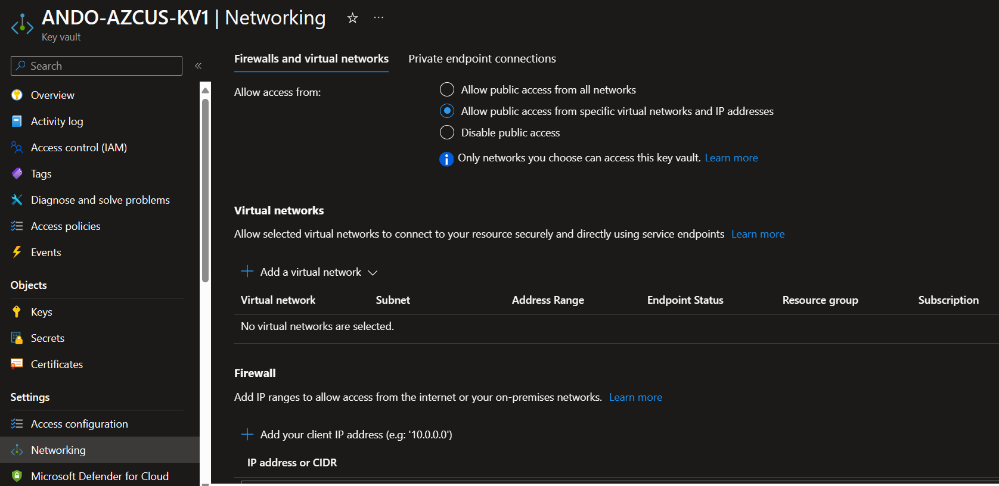 ANDO-AZCUS-KV1 | Networking
Key vault
Search
Overview
Activity log
Access control (IAM)
Tags
Diagnose and solve problems
Access policies
Events
Objects
Keys
Secrets
Certificates
Settings
Access configuration
Networking
Microsoft Defender for Cloud
Firewalls and virtual networks Private endpoint connections
Allow access from:
Allow public access from all networks
Allow public access from specific virtual networks and IP addresses
Disable public access
Only networks you choose can access this key vault. Learn more
Virtual networks
Allow selected virtual networks to connect to your resource securely and directly using service endpoints Learn more
Add a virtual network
Virtual network Subnet Address Range Endpoint Status Resource group Subscription
No virtual networks are selected.
Firewall
Add IP ranges to allow access from the internet or your on-premises networks. Learn more
Add your client IP address (e.g: '10.0.0.0')
IP address or CIDR